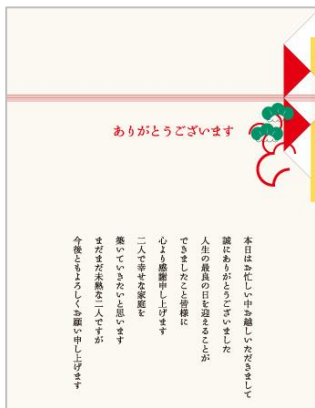 ありがとうございます
本日はお忙しい中お越しいただきまして
誠にありがとうございました
人生の最良の日を迎えることが
できましたこと皆様に
心より感謝申し上げます
二人で幸せな家庭を
築いていきたいと思います
まだまだ未熟な二人ですが
今後ともよろしくお願い申し上げます